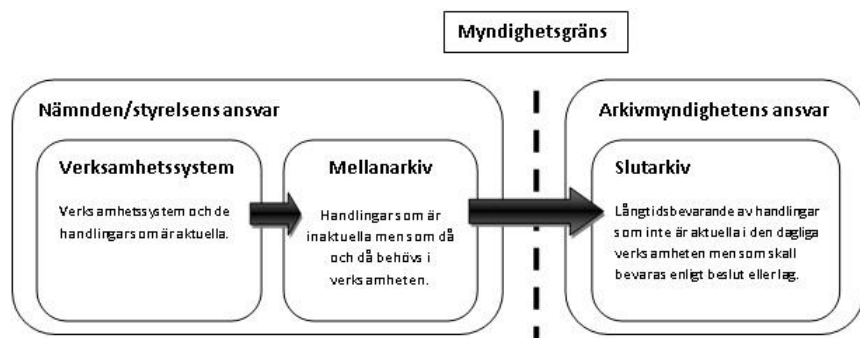 Myndighetsgräns
Nämnden/styrelsens ansvar
Verksamhetssystem
Verksamhetssystem och de
handlingar som är aktuella.
Mellanarkiv
Handlingar som är
inaktuella men som då
och då behövs i
verksamheten.
Arkivmyndighetens ansvar
Slutarkiv
Långtidsbevarande av handlingar
som inte är aktuella i den dagliga
verksamheten men som skall
bevaras enligt beslut eller lag.